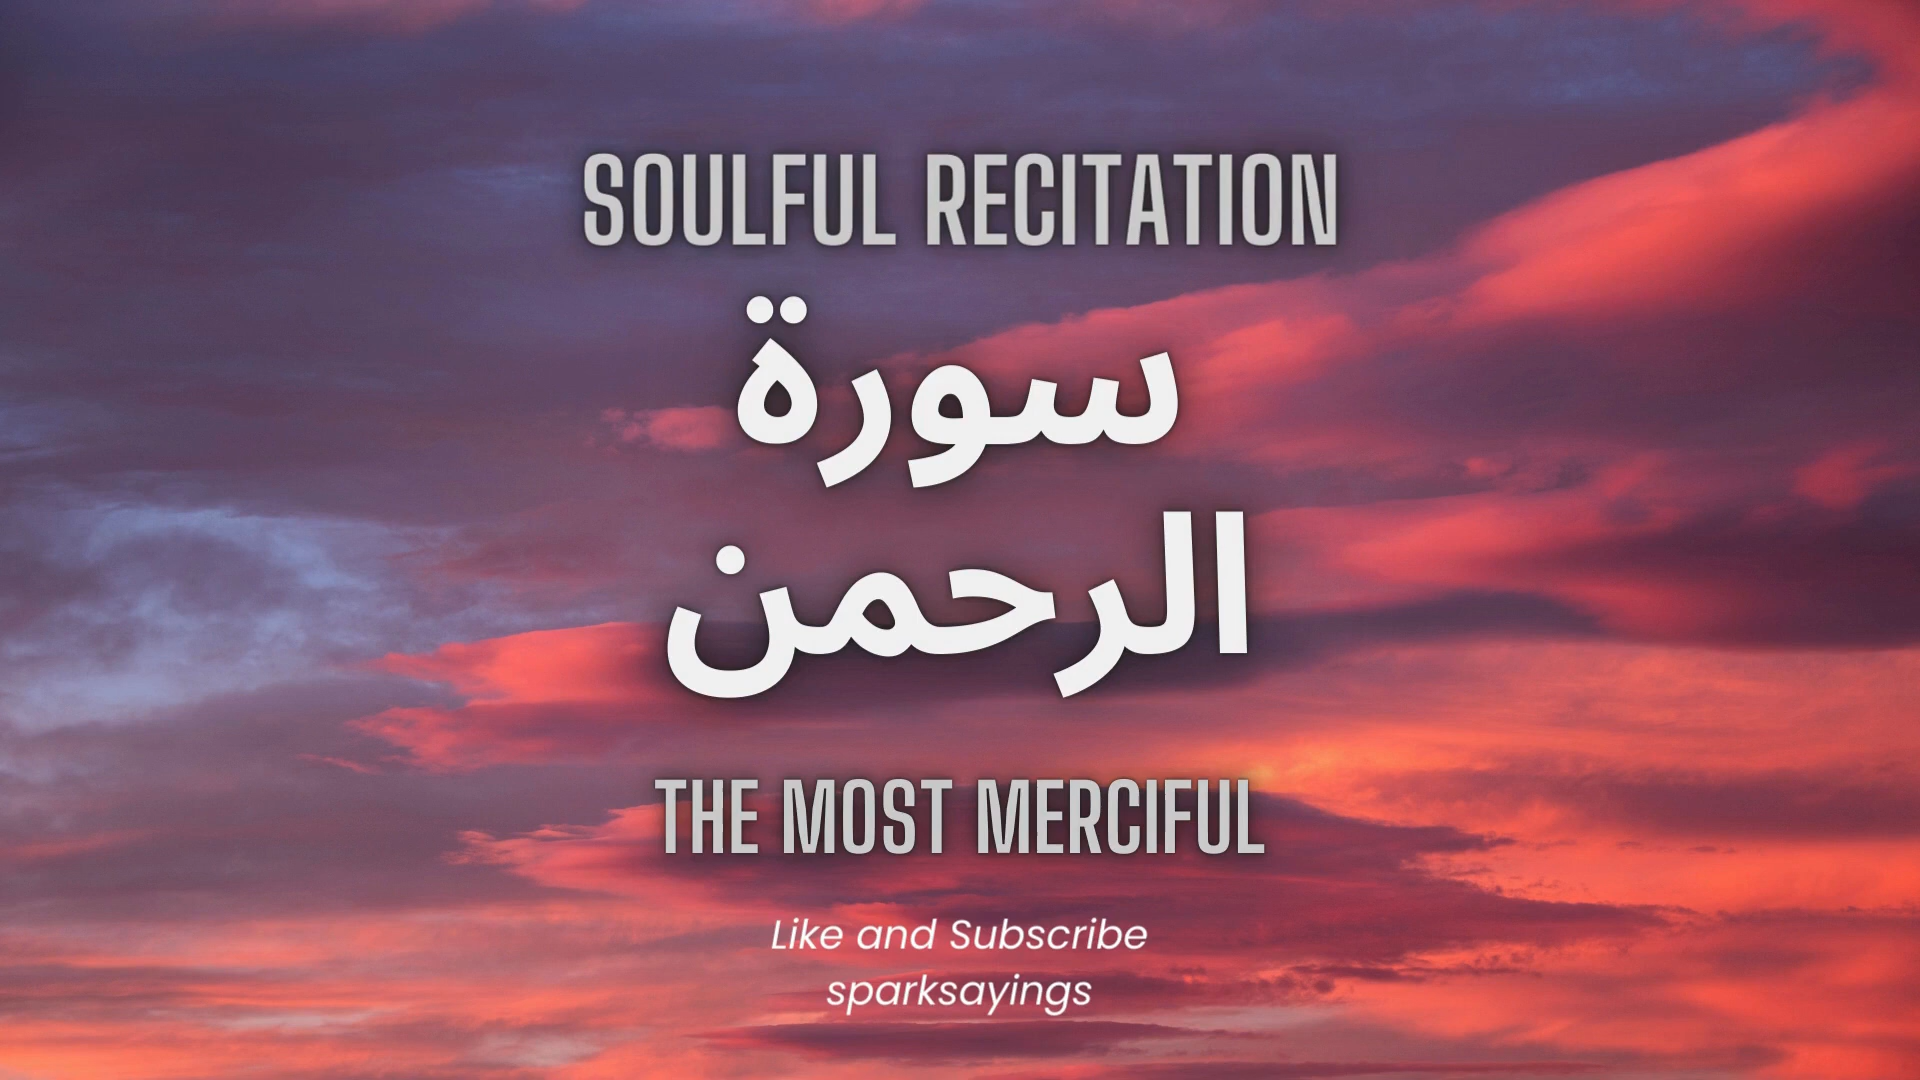 SOULFUL RECITATION
سورة
الرحمن
THE MOST MERCIFUL
Like and Subscribe
sparksayings